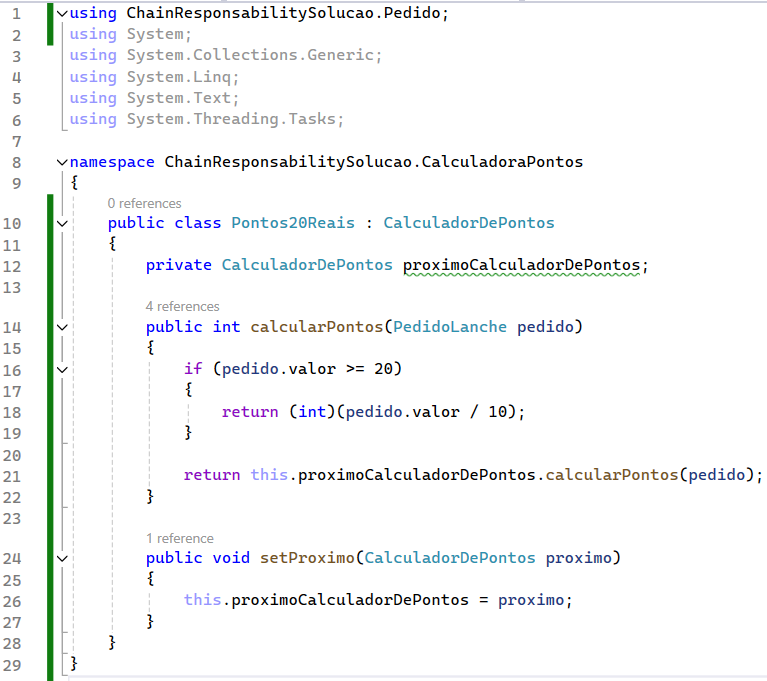 1 using ChainResponsabilitySolucao.Pedido;
2 using System;
3 using System.Collections.Generic;
4 using System.Linq;
5 using System.Text;
6 using System.Threading.Tasks;
7
8 namespace ChainResponsabilitySolucao.CalculadoraPontos
9 {
0 references
10 public class Pontos20Reais : CalculadorDePontos
11 {
12 private CalculadorDePontos proximoCalculadorDePontos;
13
4 references
14 public int calcularPontos(PedidoLanche pedido)
15 {
16 if (pedido.valor >= 20)
17 {
18 return (int)(pedido.valor / 10);
19 }
20
21 return this.proximoCalculadorDePontos.calcularPontos(pedido);
22 }
23
1 reference
24 public void setProximo(CalculadorDePontos proximo)
25 {
26 this.proximoCalculadorDePontos = proximo;
27 }
28 }
29 }